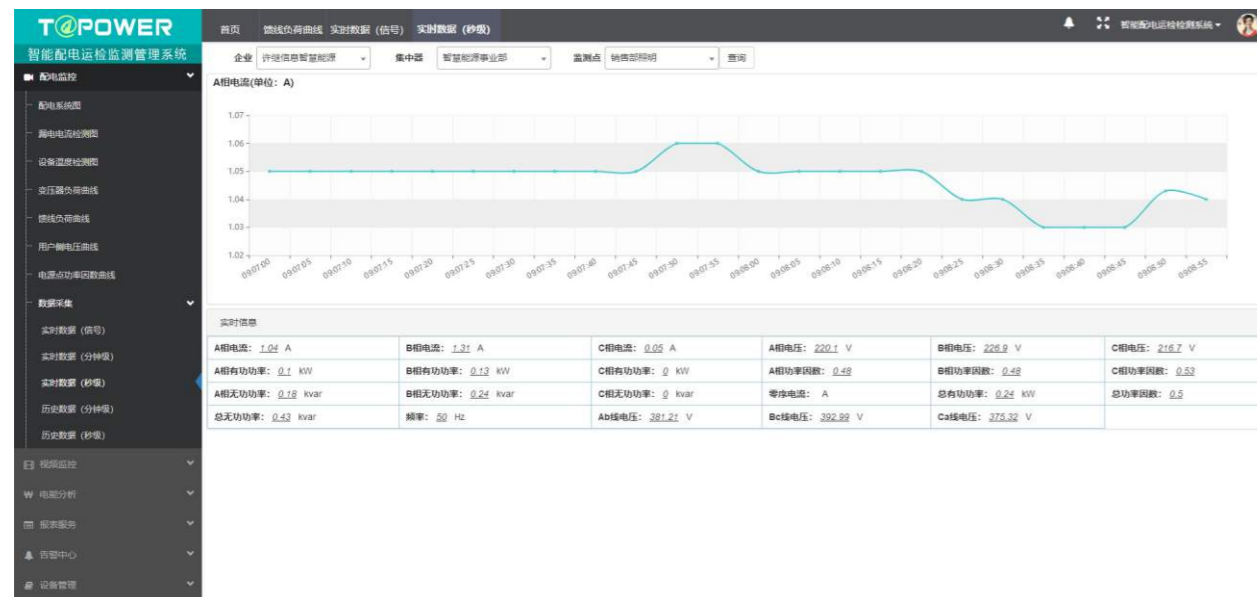 T@POWER
智能配电运检监测管理系统
首页 馈线负荷曲线 实时数据（信号） 实时数据（秒级）
智能配电运检检测系统
企业 许继信息智慧能源 集中器 智慧能源事业部 监测点 销售部照明 查询
配电监控
配电系统图
漏电电流检测图
设备温度检测图
变压器负荷曲线
馈线负荷曲线
用户侧电压曲线
电源点功率因数曲线
数据采集
实时数据（信号）
实时数据（分钟级）
实时数据（秒级）
历史数据（分钟级）
历史数据（秒级）
视频监控
电能分析
报表服务
告警中心
设备管理
A相电流(单位: A)
1.07
1.06
1.05
1.04
1.03
1.02
09:07:00 09:07:05 09:07:10 09:07:15 09:07:20 09:07:25 09:07:30 09:07:35 09:07:40 09:07:45 09:07:50 09:07:55 09:08:00 09:08:05 09:08:10 09:08:15 09:08:20 09:08:25 09:08:30 09:08:35 09:08:40 09:08:45 09:08:50 09:08:55
实时信息
A相电流: 1.04 A B相电流: 1.31 A C相电流: 0.05 A A相电压: 220.1 V B相电压: 226.9 V C相电压: 216.7 V
A相有功功率: 0.1 kW B相有功功率: 0.13 kW C相有功功率: 0 kW A相功率因数: 0.48 B相功率因数: 0.48 C相功率因数: 0.53
A相无功功率: 0.18 kvar B相无功功率: 0.24 kvar C相无功功率: 0 kvar 零序电流: A 总有功功率: 0.24 kW 总功率因数: 0.5
总无功功率: 0.43 kvar 频率: 50 Hz Ab线电压: 381.21 V Bc线电压: 392.99 V Ca线电压: 375.32 V